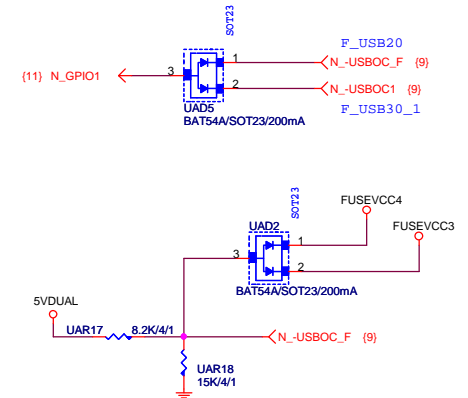 SOT23
F_USB20
1
N_-USBOC_F {9}
{11} N_GPIO1
3
2
N_-USBOC1 {9}
UAD5
F_USB30_1
BAT54A/SOT23/200mA
SOT23
FUSEVCC4
UAD2
FUSEVCC3
1
3
2
BAT54A/SOT23/200mA
5VDUAL
UAR17
8.2K/4/1
N_-USBOC_F {9}
UAR18
15K/4/1